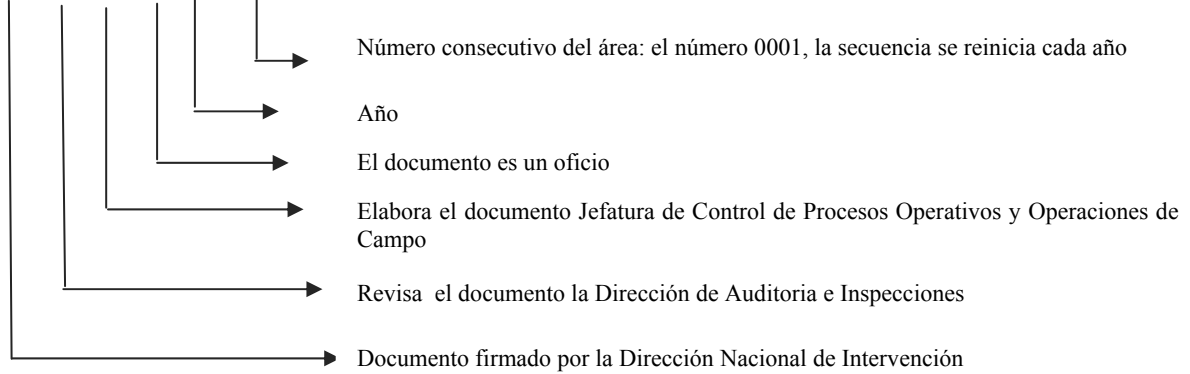 Número consecutivo del área: el número 0001, la secuencia se reinicia cada año
Año
El documento es un oficio
Elabora el documento Jefatura de Control de Procesos Operativos y Operaciones de
Campo
Revisa el documento la Dirección de Auditoria e Inspecciones
Documento firmado por la Dirección Nacional de Intervención